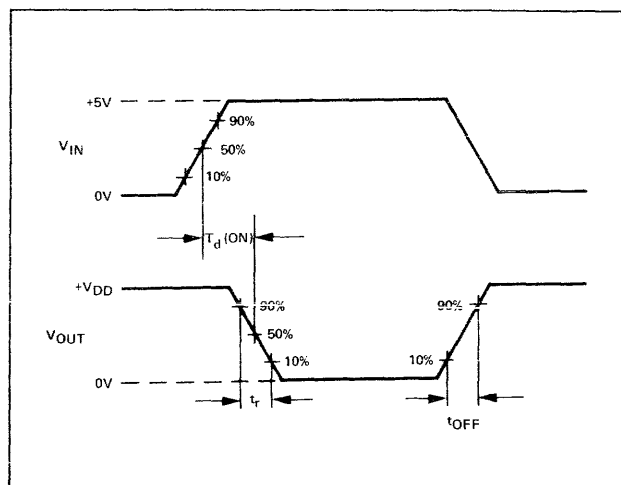 +5V
90%
VIN
50%
10%
0V
Td (ON)
+VDD
90%
90%
VOUT
50%
10%
10%
0V
tr
tOFF